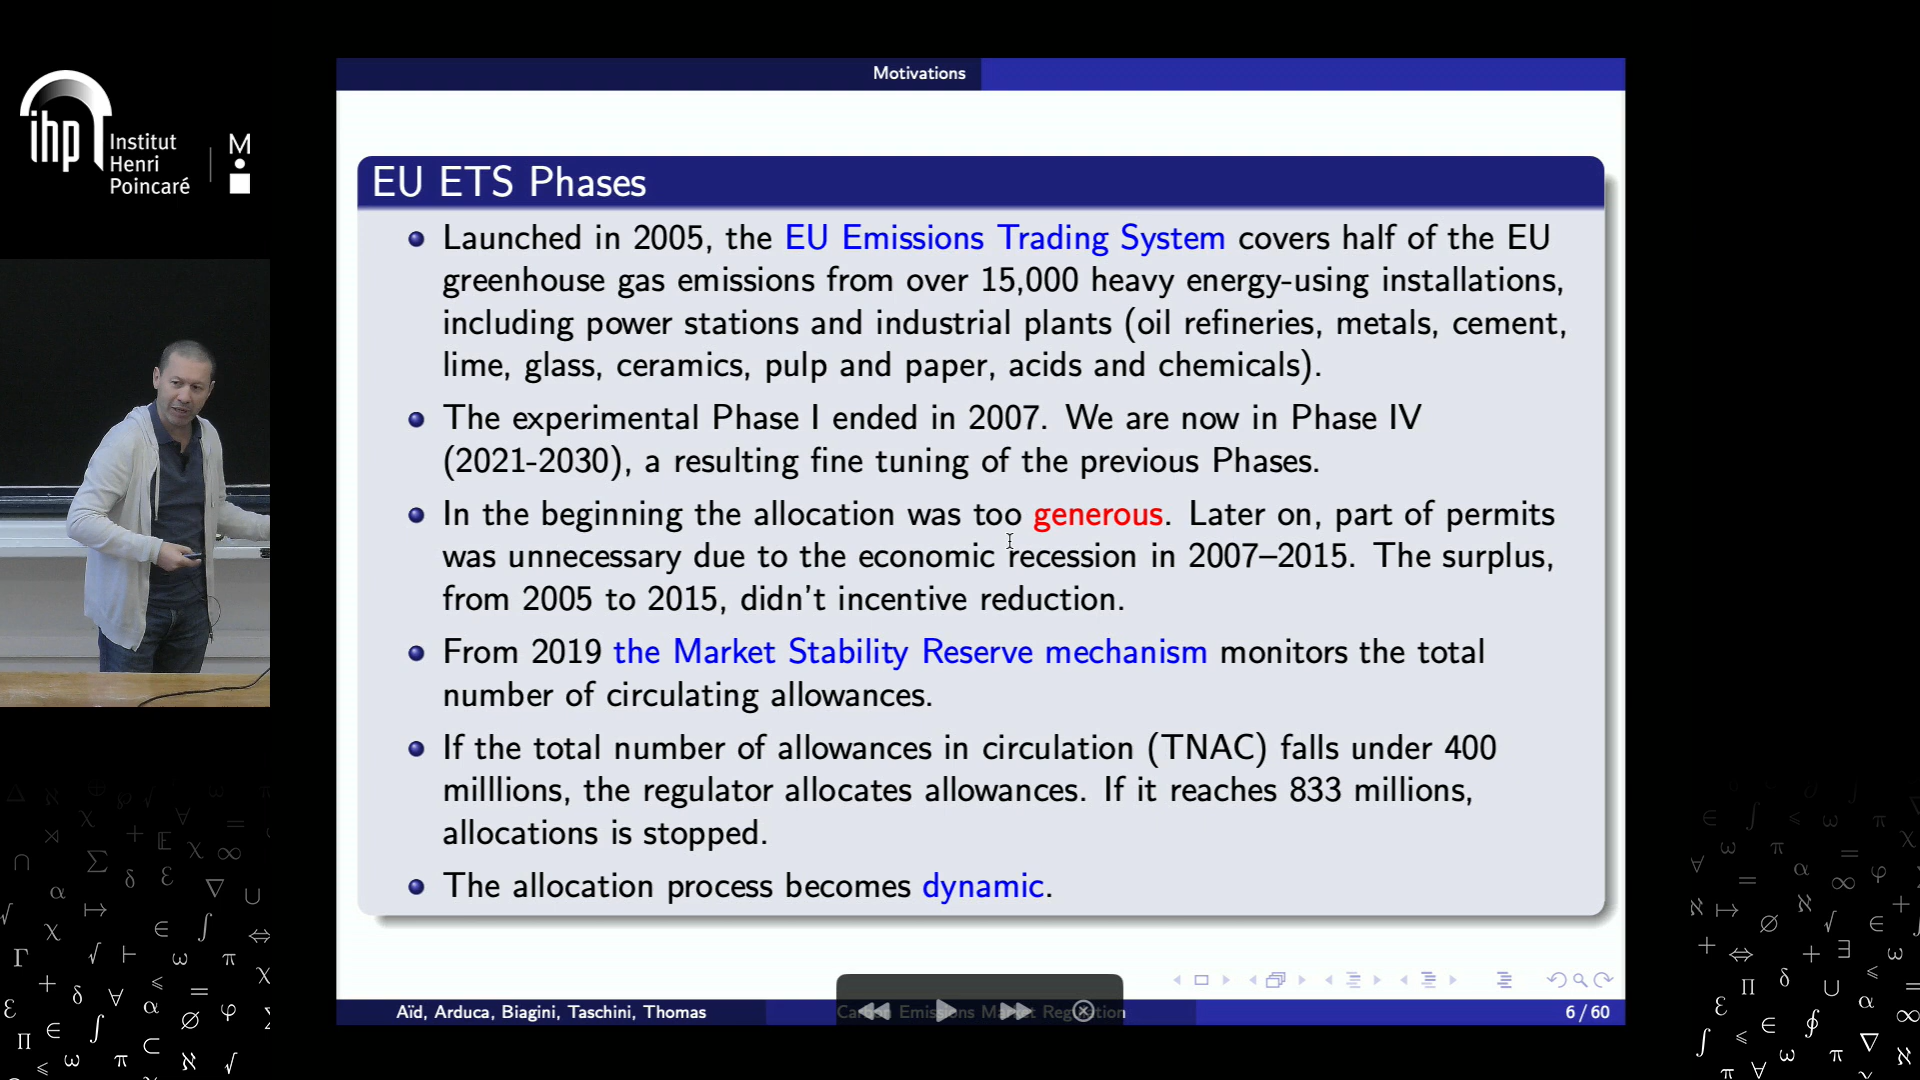 ihp
Institut
Henri
Poincaré
M
Motivations
EU ETS Phases
Launched in 2005, the EU Emissions Trading System covers half of the EU
greenhouse gas emissions from over 15,000 heavy energy-using installations,
including power stations and industrial plants (oil refineries, metals, cement,
lime, glass, ceramics, pulp and paper, acids and chemicals).
The experimental Phase I ended in 2007. We are now in Phase IV
(2021-2030), a resulting fine tuning of the previous Phases.
In the beginning the allocation was too generous. Later on, part of permits
was unnecessary due to the economic recession in 2007–2015. The surplus,
from 2005 to 2015, didn't incentive reduction.
From 2019 the Market Stability Reserve mechanism monitors the total
number of circulating allowances.
If the total number of allowances in circulation (TNAC) falls under 400
milllions, the regulator allocates allowances. If it reaches 833 millions,
allocations is stopped.
The allocation process becomes dynamic.
Aïd, Arduca, Biagini, Taschini, Thomas
Emissions
6 / 60